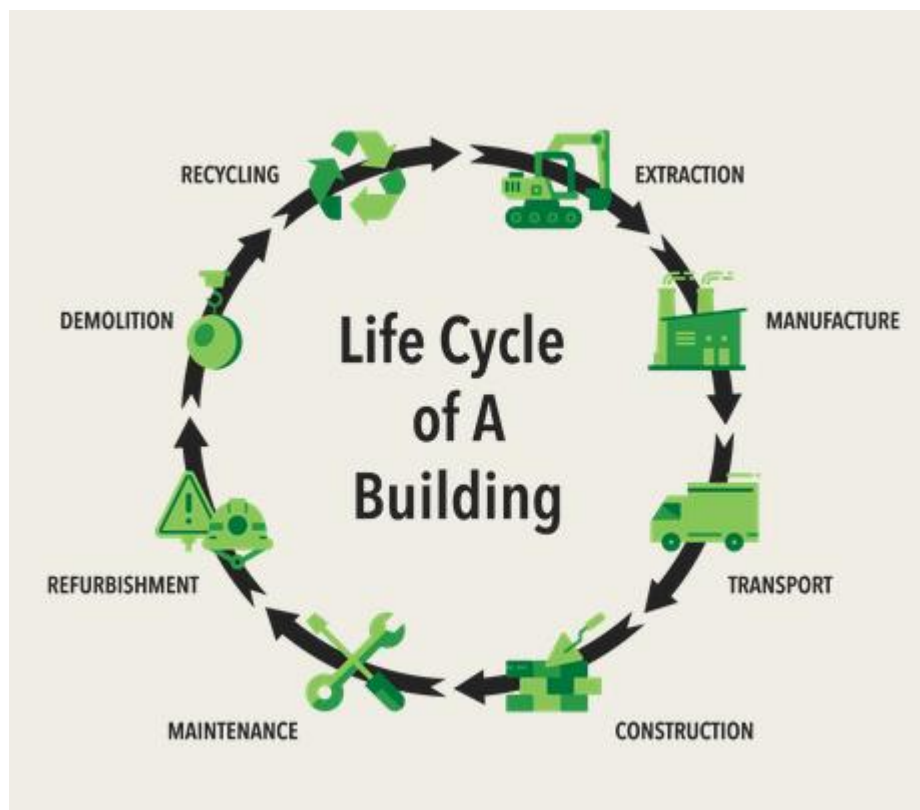 Life Cycle
of A
Building
EXTRACTION
MANUFACTURE
TRANSPORT
CONSTRUCTION
MAINTENANCE
REFURBISHMENT
DEMOLITION
RECYCLING